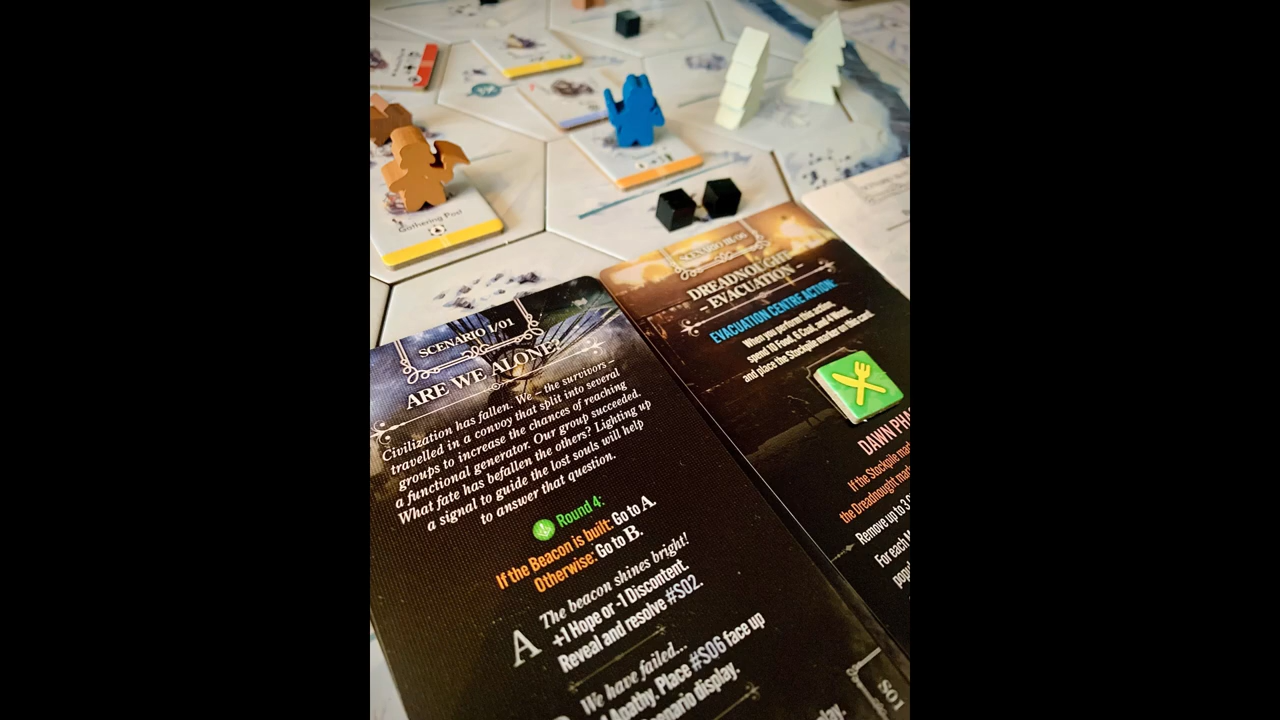 Gathering Post
SCENARIO I/01
ARE WE ALONE?
Civilization has fallen. We – the survivors –
travelled in a convoy that split into several
groups to increase the chances of reaching
a functional generator. Our group succeeded.
What fate has befallen the others? Lighting up
a signal to guide the lost souls will help
to answer that question.
Round 4:
If the Beacon is built: Go to A.
Otherwise: Go to B.
A
The beacon shines bright!
+1 Hope or -1 Discontent.
Reveal and resolve #S02.
We have failed...
Apathy. Place #S06 face up
scenario display.
S01
SCENARIO III/06
DREADNOUGHT
– EVACUATION –
EVACUATION CENTRE ACTION:
When you perform this action,
spend 10 Food, 6 Coal, and 4 Wood,
and place the Stockpile marker on this card.
DAWN PHA
If the Stockpile mar
the Dreadnought mar
Remove up to 3
For each
popu
play.